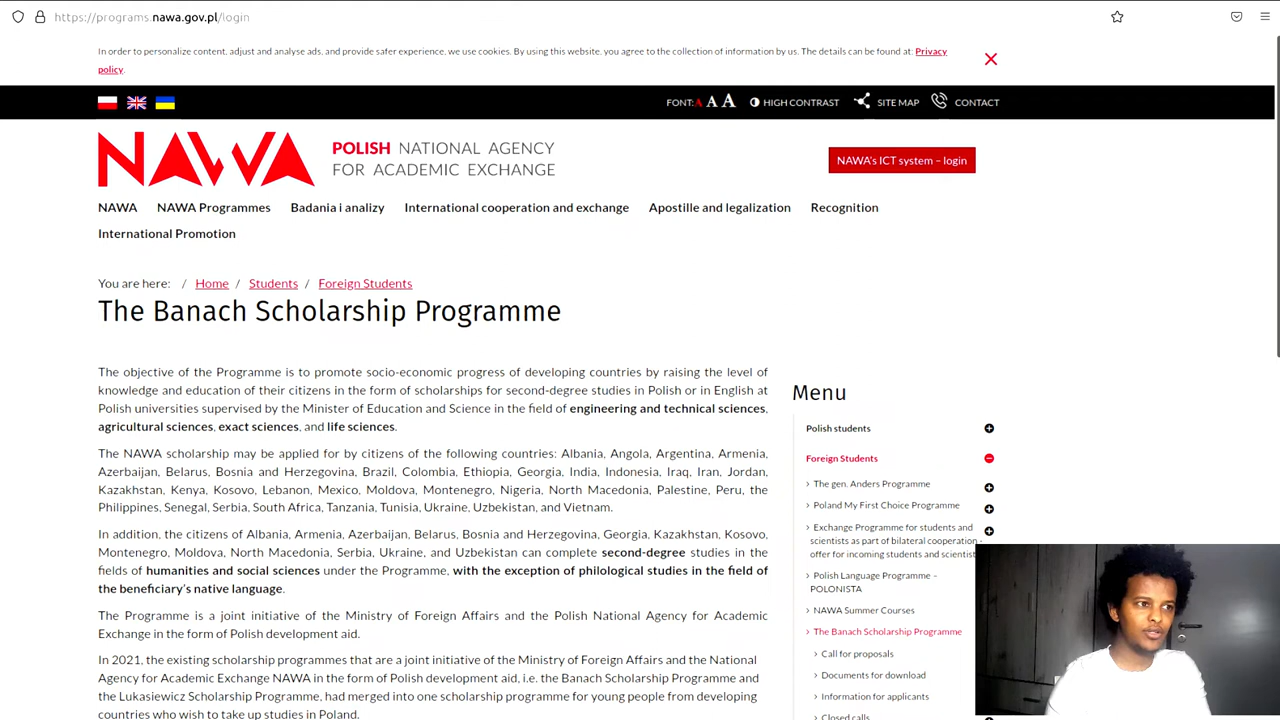 https://programs.nawa.gov.pl/login
In order to personalize content, adjust and analyse ads, and provide safer experience, we use cookies. By using this website, you agree to the collection of information by us. The details can be found at: Privacy
policy.
FONT: A A A HIGH CONTRAST SITE MAP CONTACT
NAWA POLISH NATIONAL AGENCY
FOR ACADEMIC EXCHANGE
NAWA's ICT system – login
NAWA NAWA Programmes Badania i analizy International cooperation and exchange Apostille and legalization Recognition
International Promotion
You are here: / Home / Students / Foreign Students
The Banach Scholarship Programme
The objective of the Programme is to promote socio-economic progress of developing countries by raising the level of
knowledge and education of their citizens in the form of scholarships for second-degree studies in Polish or in English at
Polish universities supervised by the Minister of Education and Science in the field of engineering and technical sciences,
agricultural sciences, exact sciences, and life sciences.
The NAWA scholarship may be applied for by citizens of the following countries: Albania, Angola, Argentina, Armenia,
Azerbaijan, Belarus, Bosnia and Herzegovina, Brazil, Colombia, Ethiopia, Georgia, India, Indonesia, Iraq, Iran, Jordan,
Kazakhstan, Kenya, Kosovo, Lebanon, Mexico, Moldova, Montenegro, Nigeria, North Macedonia, Palestine, Peru, the
Philippines, Senegal, Serbia, South Africa, Tanzania, Tunisia, Ukraine, Uzbekistan, and Vietnam.
In addition, the citizens of Albania, Armenia, Azerbaijan, Belarus, Bosnia and Herzegovina, Georgia, Kazakhstan, Kosovo,
Montenegro, Moldova, North Macedonia, Serbia, Ukraine, and Uzbekistan can complete second-degree studies in the
fields of humanities and social sciences under the Programme, with the exception of philological studies in the field of
the beneficiary's native language.
The Programme is a joint initiative of the Ministry of Foreign Affairs and the Polish National Agency for Academic
Exchange in the form of Polish development aid.
In 2021, the existing scholarship programmes that are a joint initiative of the Ministry of Foreign Affairs and the National
Agency for Academic Exchange NAWA in the form of Polish development aid, i.e. the Banach Scholarship Programme and
the Lukasiewicz Scholarship Programme, had merged into one scholarship programme for young people from developing
countries who wish to take up studies in Poland.
Menu
Polish students
Foreign Students
The gen. Anders Programme
Poland My First Choice Programme
Exchange Programme for students and
scientists as part of bilateral cooperation -
offer for incoming students and scientist
Polish Language Programme –
POLONISTA
NAWA Summer Courses
The Banach Scholarship Programme
Call for proposals
Documents for download
Information for applicants
Closed calls